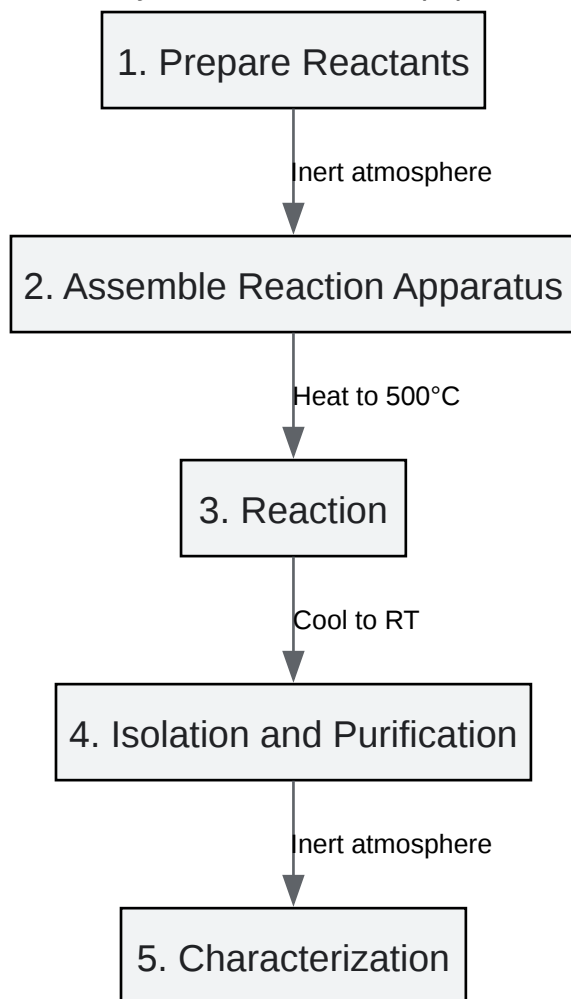 1. Prepare Reactants
Inert atmosphere
2. Assemble Reaction Apparatus
Heat to 500°C
3. Reaction
Cool to RT
4. Isolation and Purification
Inert atmosphere
5. Characterization